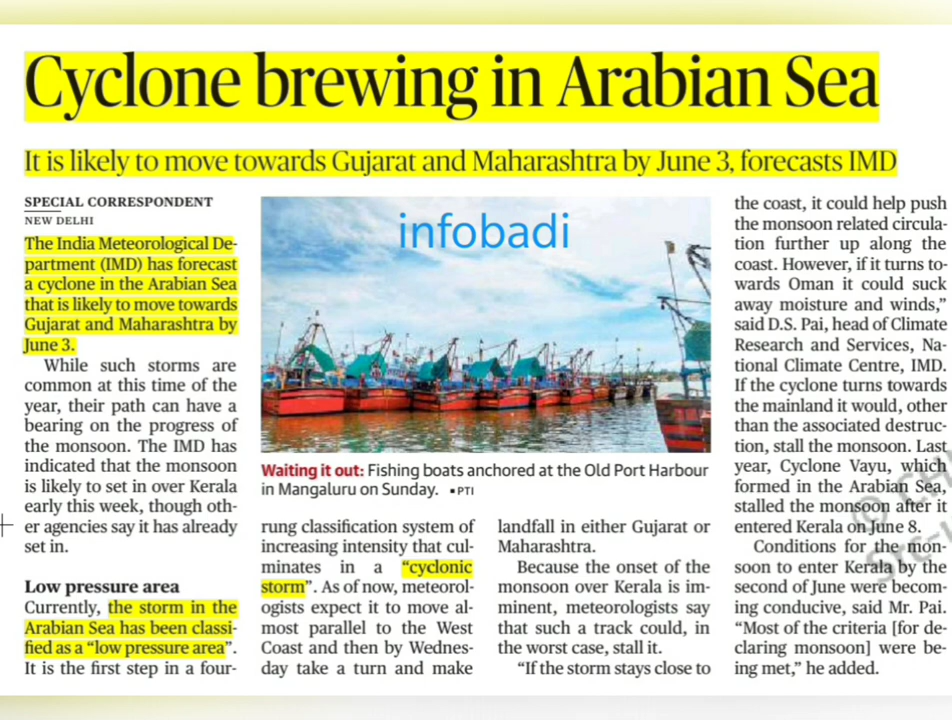 Cyclone brewing in Arabian Sea
It is likely to move towards Gujarat and Maharashtra by June 3, forecasts IMD
SPECIAL CORRESPONDENT
NEW DELHI
The India Meteorological De-
partment (IMD) has forecast
a cyclone in the Arabian Sea
that is likely to move towards
Gujarat and Maharashtra by
June 3.
While such storms are
common at this time of the
year, their path can have a
bearing on the progress of
the monsoon. The IMD has
indicated that the monsoon
is likely to set in over Kerala
early this week, though oth-
er agencies say it has already
set in.
Low pressure area
Currently, the storm in the
Arabian Sea has been classi-
fied as a “low pressure area”.
It is the first step in a four-
infobadi
Waiting it out: Fishing boats anchored at the Old Port Harbour
in Mangaluru on Sunday. ▪PTI
rung classification system of
increasing intensity that cul-
minates in a “cyclonic
storm”. As of now, meteorol-
ogists expect it to move al-
most parallel to the West
Coast and then by Wednes-
day take a turn and make
landfall in either Gujarat or
Maharashtra.
Because the onset of the
monsoon over Kerala is im-
minent, meteorologists say
that such a track could, in
the worst case, stall it.
“If the storm stays close to
the coast, it could help push
the monsoon related circula-
tion further up along the
coast. However, if it turns to-
wards Oman it could suck
away moisture and winds,”
said D.S. Pai, head of Climate
Research and Services, Na-
tional Climate Centre, IMD.
If the cyclone turns towards
the mainland it would, other
than the associated destruc-
tion, stall the monsoon. Last
year, Cyclone Vayu, which
formed in the Arabian Sea,
stalled the monsoon after it
entered Kerala on June 8.
Conditions for the mon-
soon to enter Kerala by the
second of June were becom-
ing conducive, said Mr. Pai.
“Most of the criteria [for de-
claring monsoon] were be-
ing met,” he added.